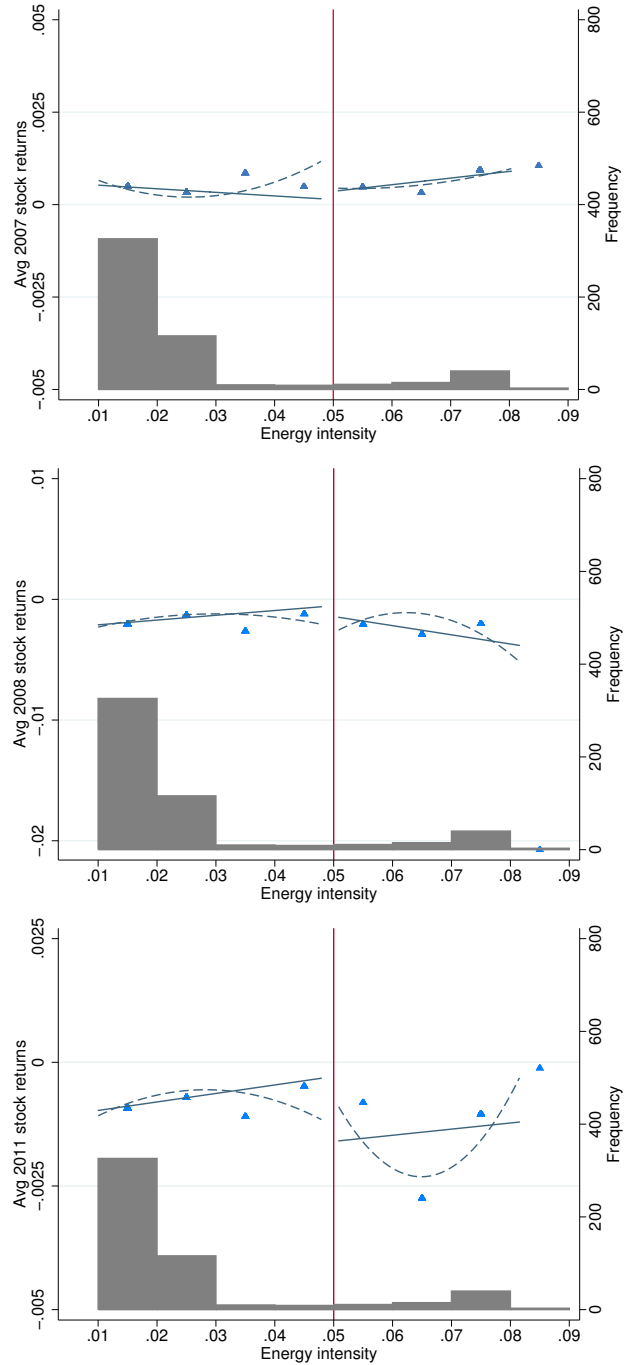 Avg 2007 stock returns
.005
.0025
0
-.0025
-.005
800
600
400
200
0
Frequency
.01 .02 .03 .04 .05 .06 .07 .08 .09
Energy intensity
Avg 2008 stock returns
.01
0
-.01
-.02
800
600
400
200
0
Frequency
.01 .02 .03 .04 .05 .06 .07 .08 .09
Energy intensity
Avg 2011 stock returns
.0025
0
-.0025
-.005
800
600
400
200
0
Frequency
.01 .02 .03 .04 .05 .06 .07 .08 .09
Energy intensity